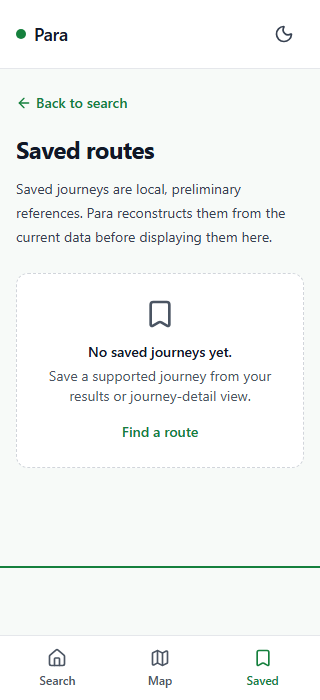 Para
Back to search
Saved routes
Saved journeys are local, preliminary
references. Para reconstructs them from the
current data before displaying them here.
No saved journeys yet.
Save a supported journey from your
results or journey-detail view.
Find a route
Search
Map
Saved